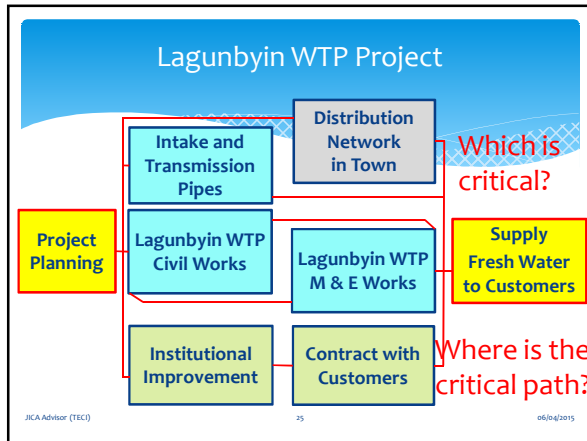 Lagunbyin WTP Project
Distribution
Network
in Town
Intake and
Transmission
Pipes
Which is
critical?
Project
Planning
Lagunbyin WTP
Civil Works
Lagunbyin WTP
M & E Works
Supply
Fresh Water
to Customers
Institutional
Improvement
Contract with
Customers
Where is the
critical path?
JICA Advisor (TECI)
25
06/04/2015